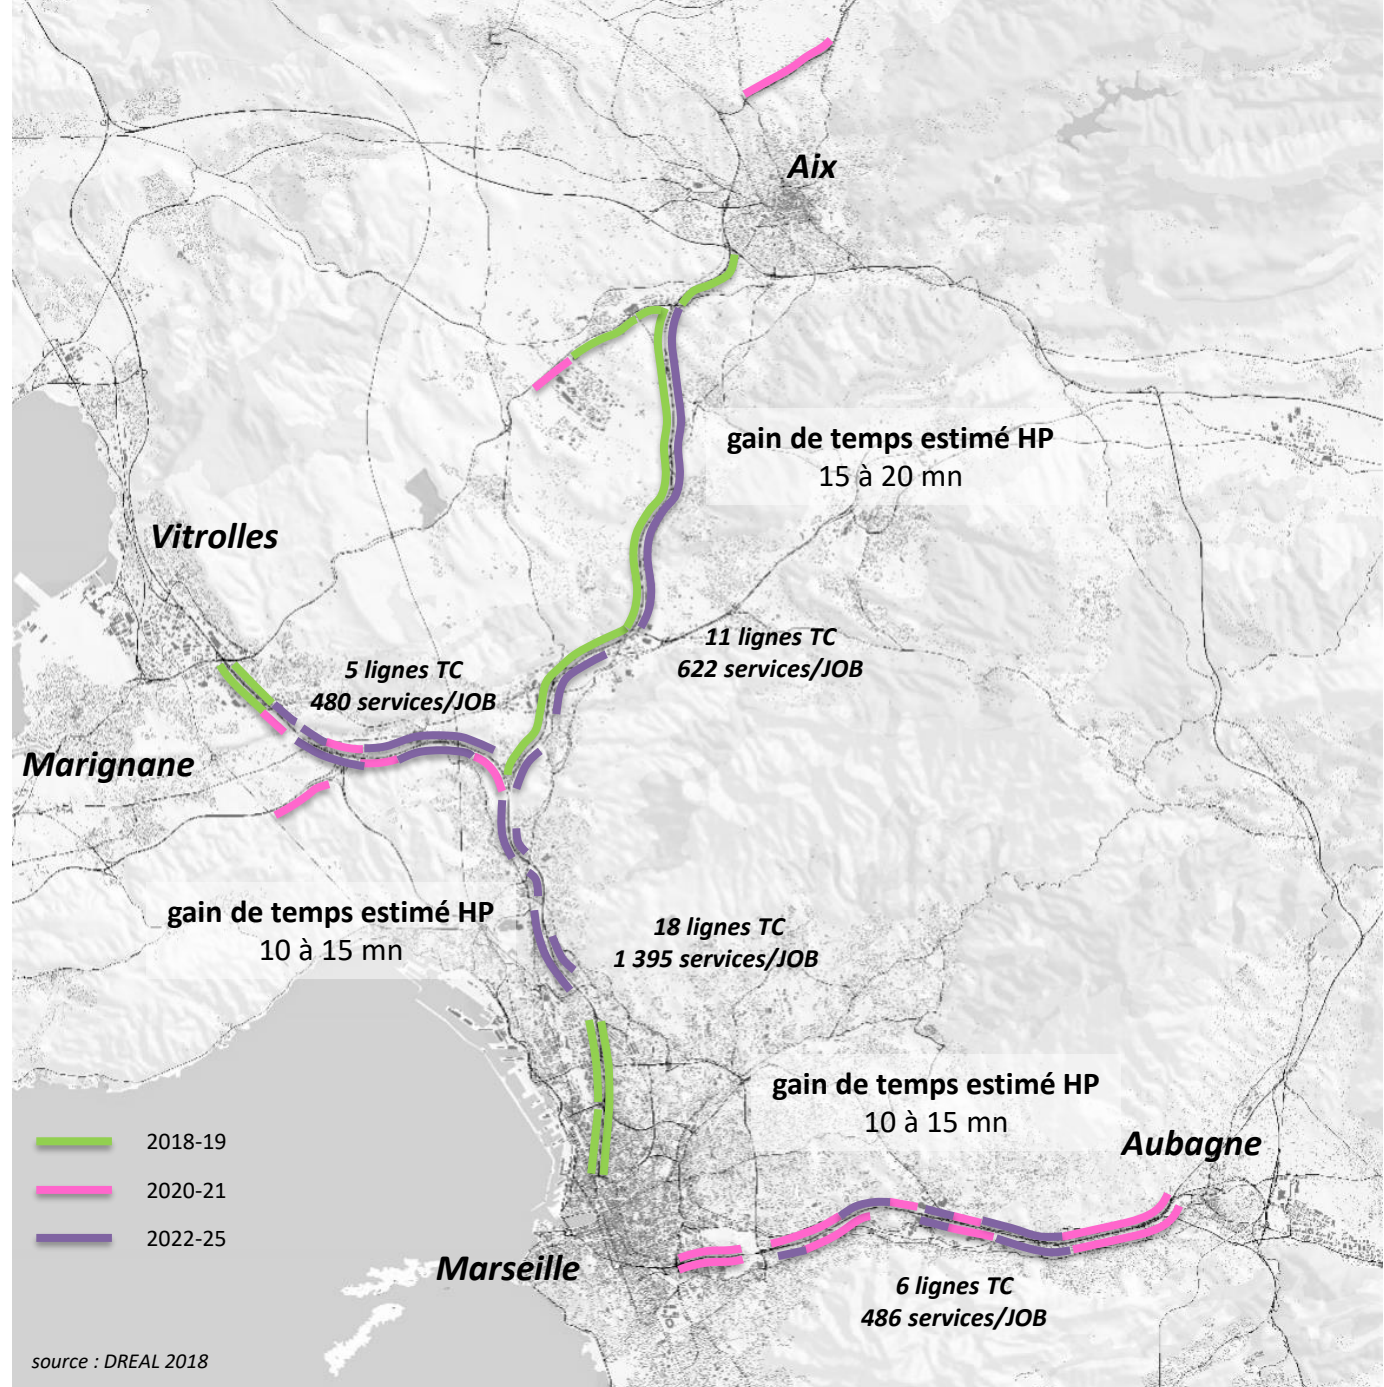 Aix
gain de temps estimé HP
15 à 20 mn
Vitrolles
11 lignes TC
622 services/JOB
5 lignes TC
480 services/JOB
Marignane
gain de temps estimé HP
10 à 15 mn
18 lignes TC
1 395 services/JOB
gain de temps estimé HP
10 à 15 mn
Aubagne
2018-19
2020-21
2022-25
Marseille
6 lignes TC
486 services/JOB
source : DREAL 2018